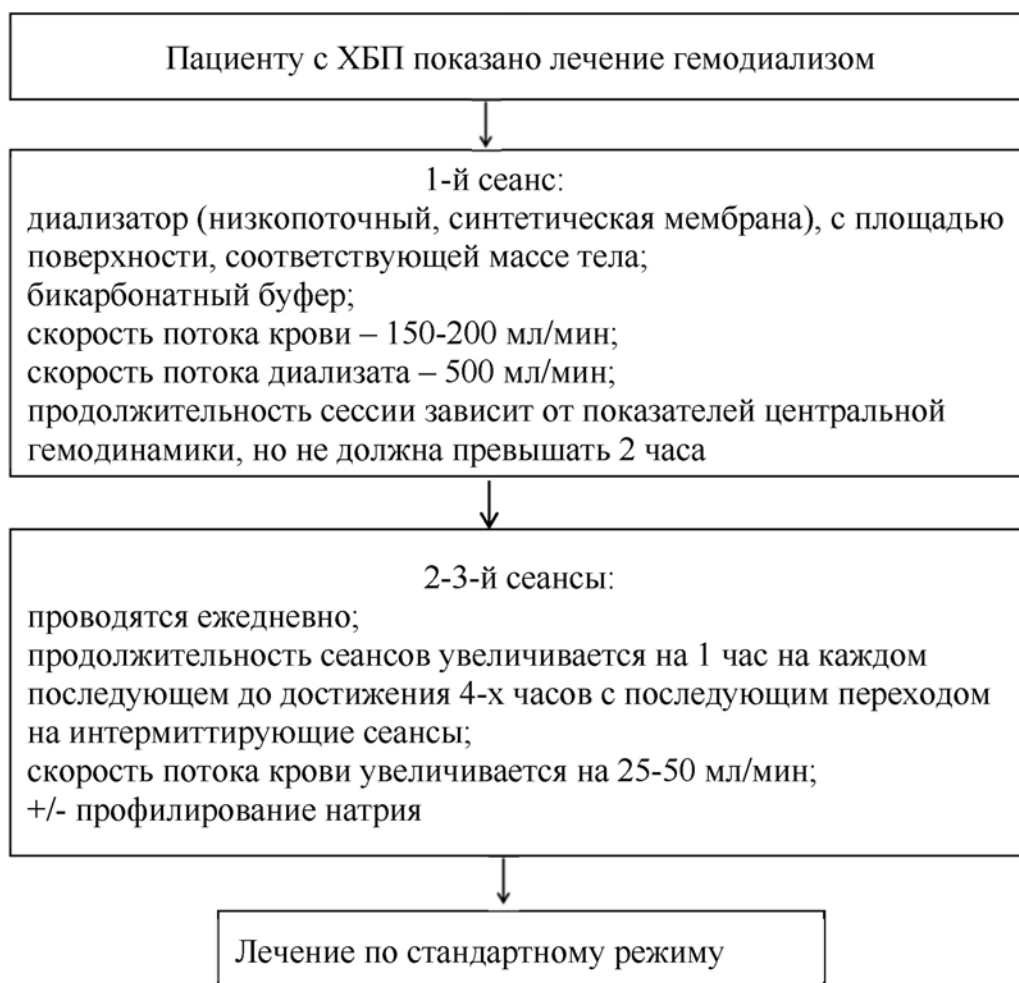 Пациенту с ХБП показано лечение гемодиализом
1-й сеанс:
диализатор (низкопоточный, синтетическая мембрана), с площадью
поверхности, соответствующей массе тела;
бикарбонатный буфер;
скорость потока крови – 150-200 мл/мин;
скорость потока диализата – 500 мл/мин;
продолжительность сессии зависит от показателей центральной
гемодинамики, но не должна превышать 2 часа
2-3-й сеансы:
проводятся ежедневно;
продолжительность сеансов увеличивается на 1 час на каждом
последующем до достижения 4-х часов с последующим переходом
на интермиттирующие сеансы;
скорость потока крови увеличивается на 25-50 мл/мин;
+/- профилирование натрия
Лечение по стандартному режиму